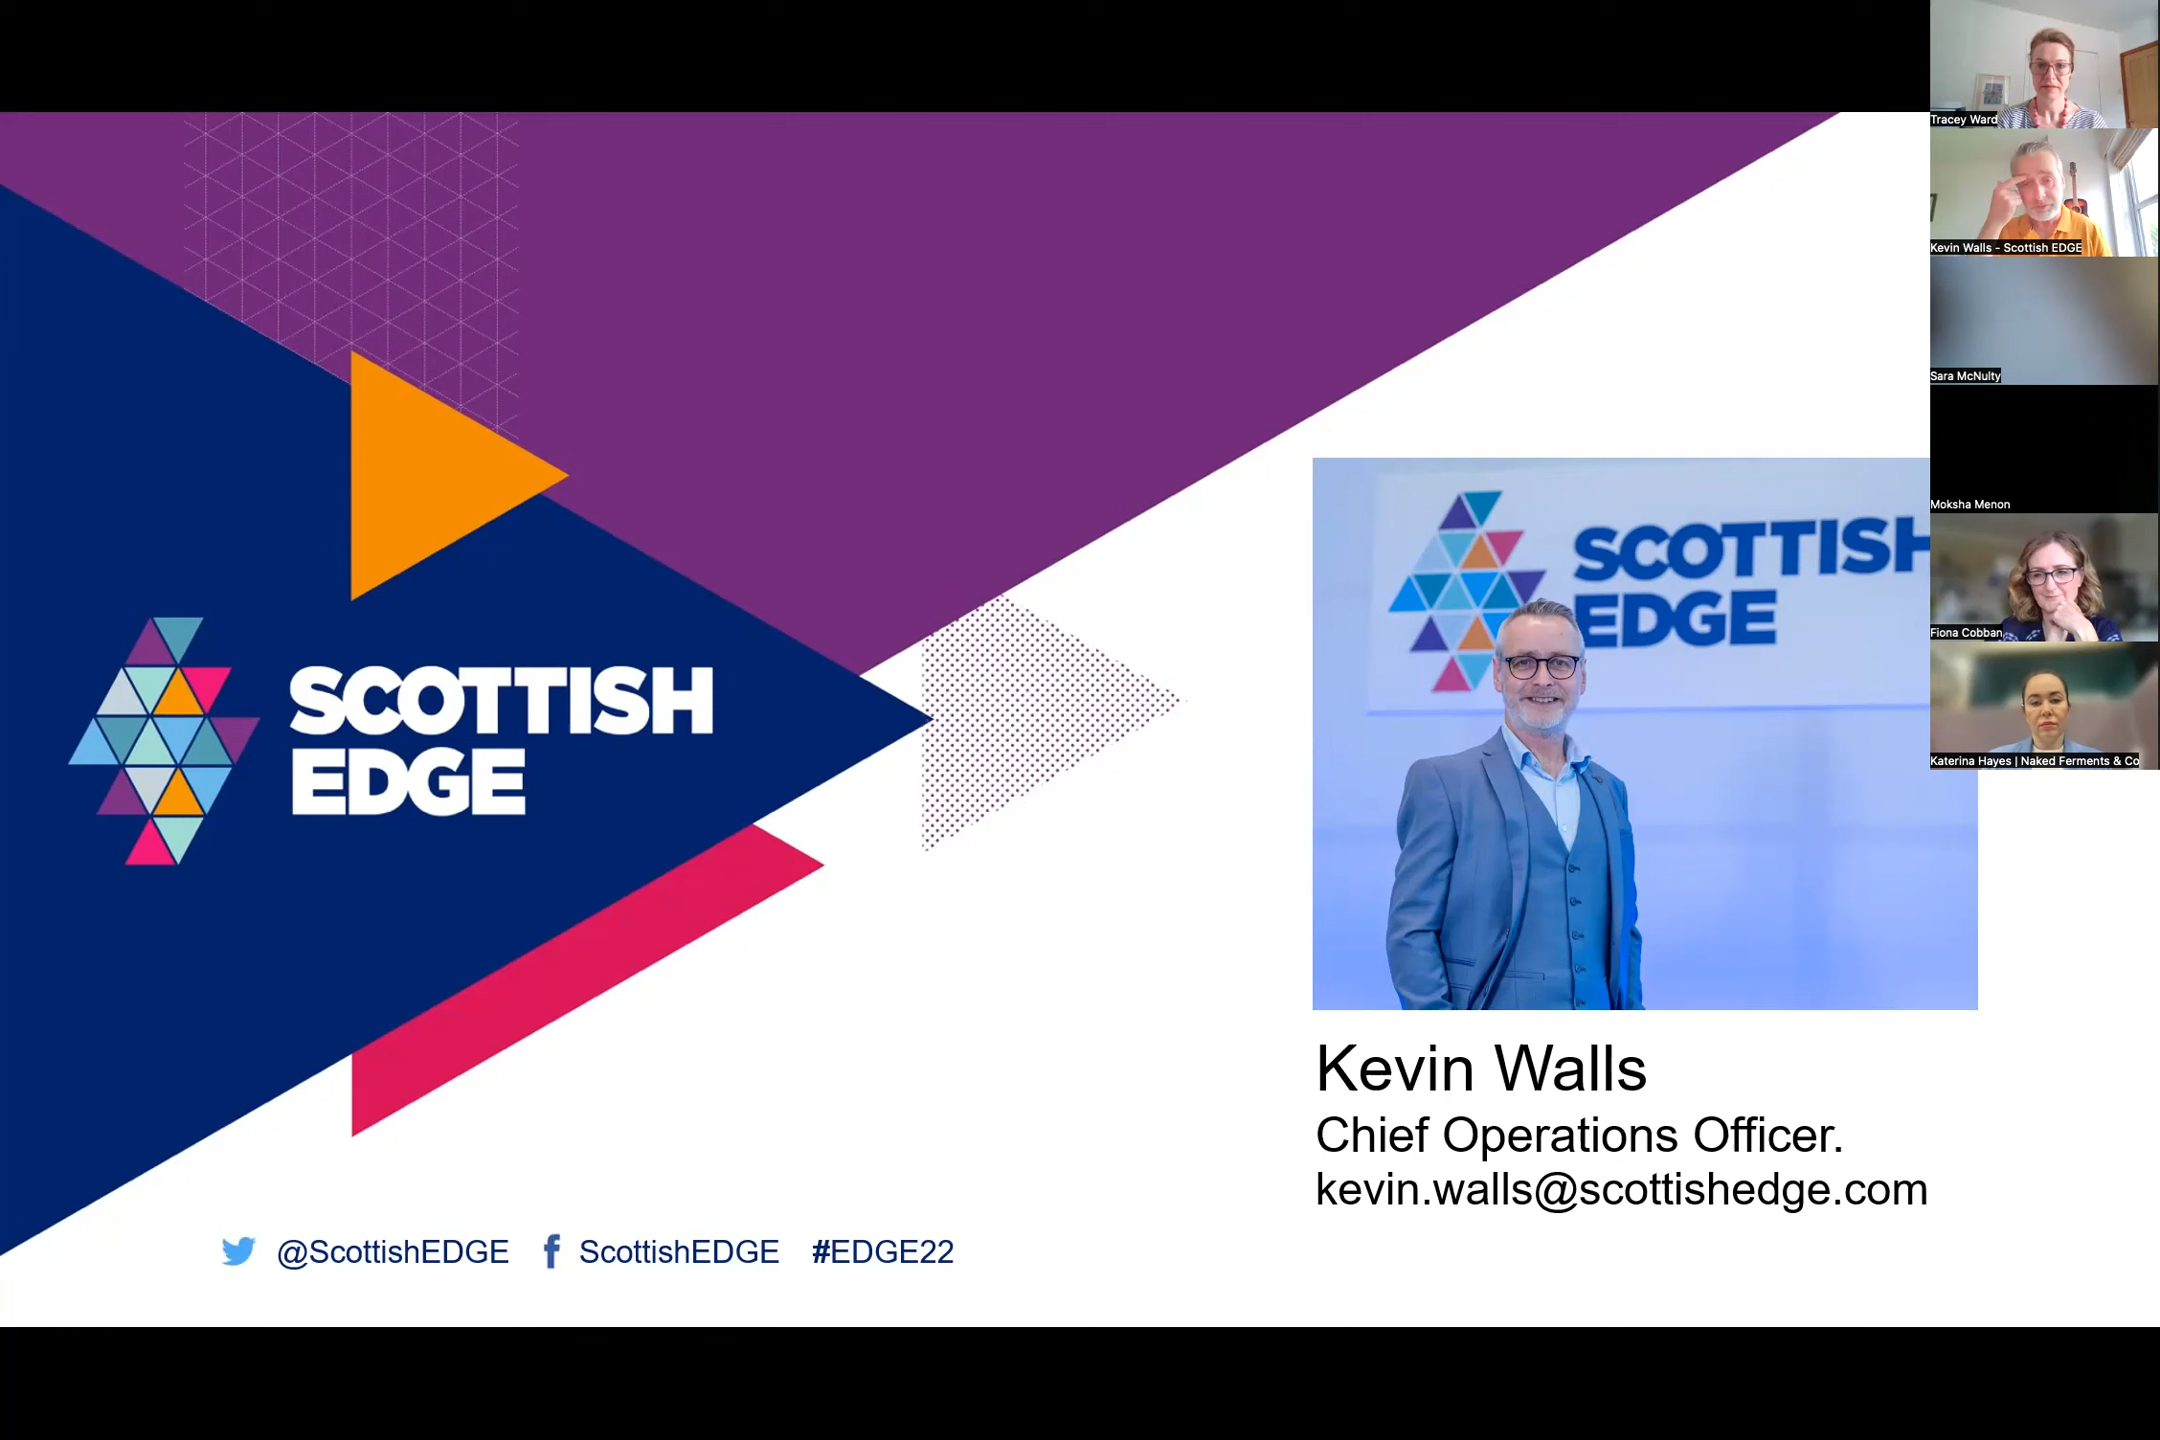 SCOTTISH
EDGE
@ScottishEDGE ScottishEDGE #EDGE22
SCOTTISH
EDGE
Kevin Walls
Chief Operations Officer.
kevin.walls@scottishedge.com
Tracey Ward
Kevin Walls - Scottish EDGE
Sara McNulty
Moksha Menon
Fiona Cobban
Katerina Hayes | Naked Ferments & Co